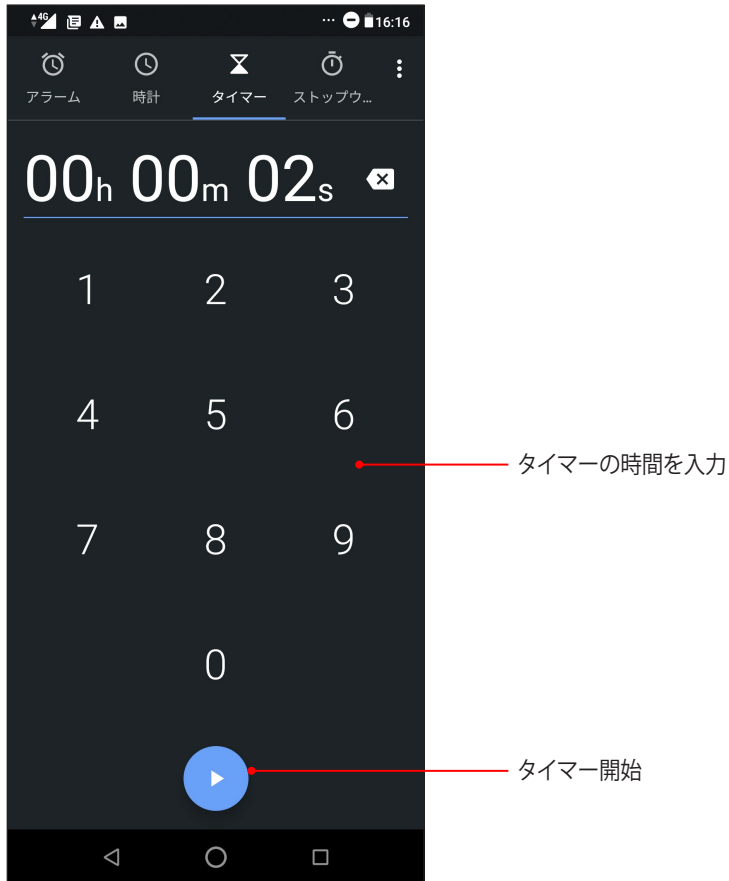 4G ... 16:16
アラーム 時計 タイマー ストップウ...
00h 00m 02s
1 2 3
4 5 6
タイマーの時間を入力
7 8 9
0
タイマー開始